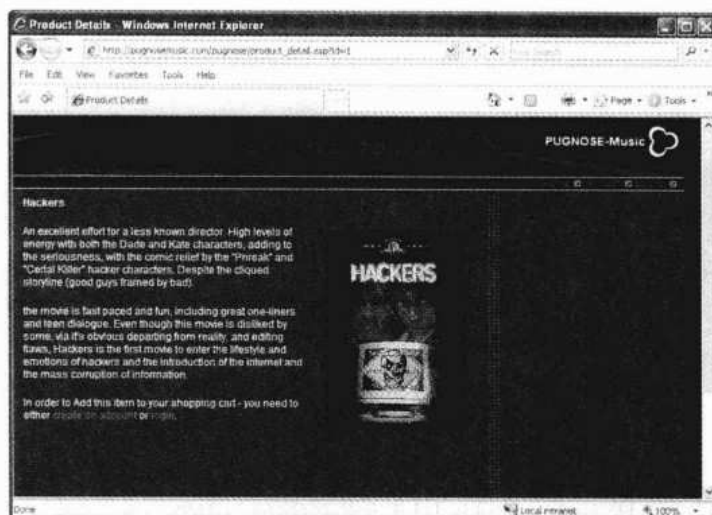 Product Details - Windows Internet Explorer
File Edit View Favorites Tools Help
Product Details
Page Tools
PUGNOSE-Music
Hackers
An excellent effort for a less known director. High levels of
energy with both the Dade and Kate characters, adding to
the seriousness, with the comic relief by the "Phreak" and
"Cerial Killer" hacker characters. Despite the cliqued
storyline (good guys framed by bad).
the movie is fast paced and fun, including great one-liners
and teen dialogue. Even though this movie is disliked by
some, via it's obvious departing from reality, and editing
flaws, Hackers is the first movie to enter the lifestyle and
emotions of hackers and the introduction of the internet and
the mass corruption of information.
HACKERS
In order to Add this item to your shopping cart - you need to
either create an account or login.
Done
Local intranet
100%